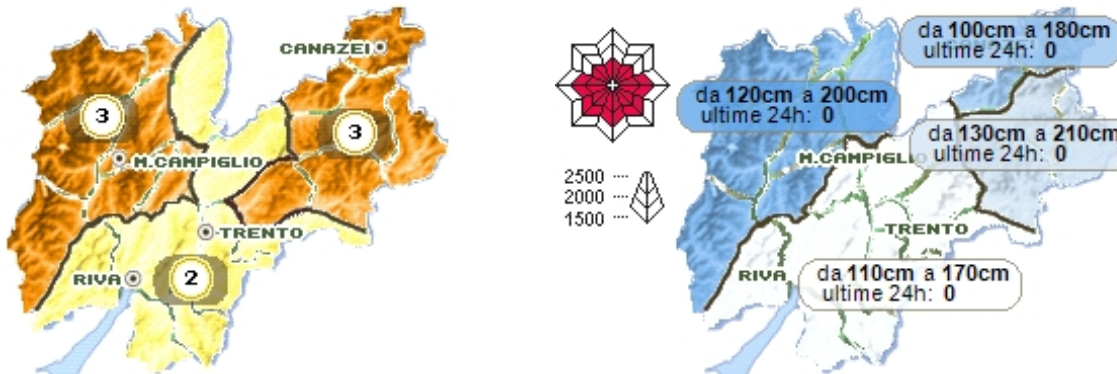 CANAZEI
3
3
M.CAMPIGLIO
TRENTO
RIVA
2
2500
2000
1500
da 100cm a 180cm
ultime 24h: 0
da 120cm a 200cm
ultime 24h: 0
da 130cm a 210cm
ultime 24h: 0
M.CAMPIGLIO
TRENTO
RIVA
da 110cm a 170cm
ultime 24h: 0